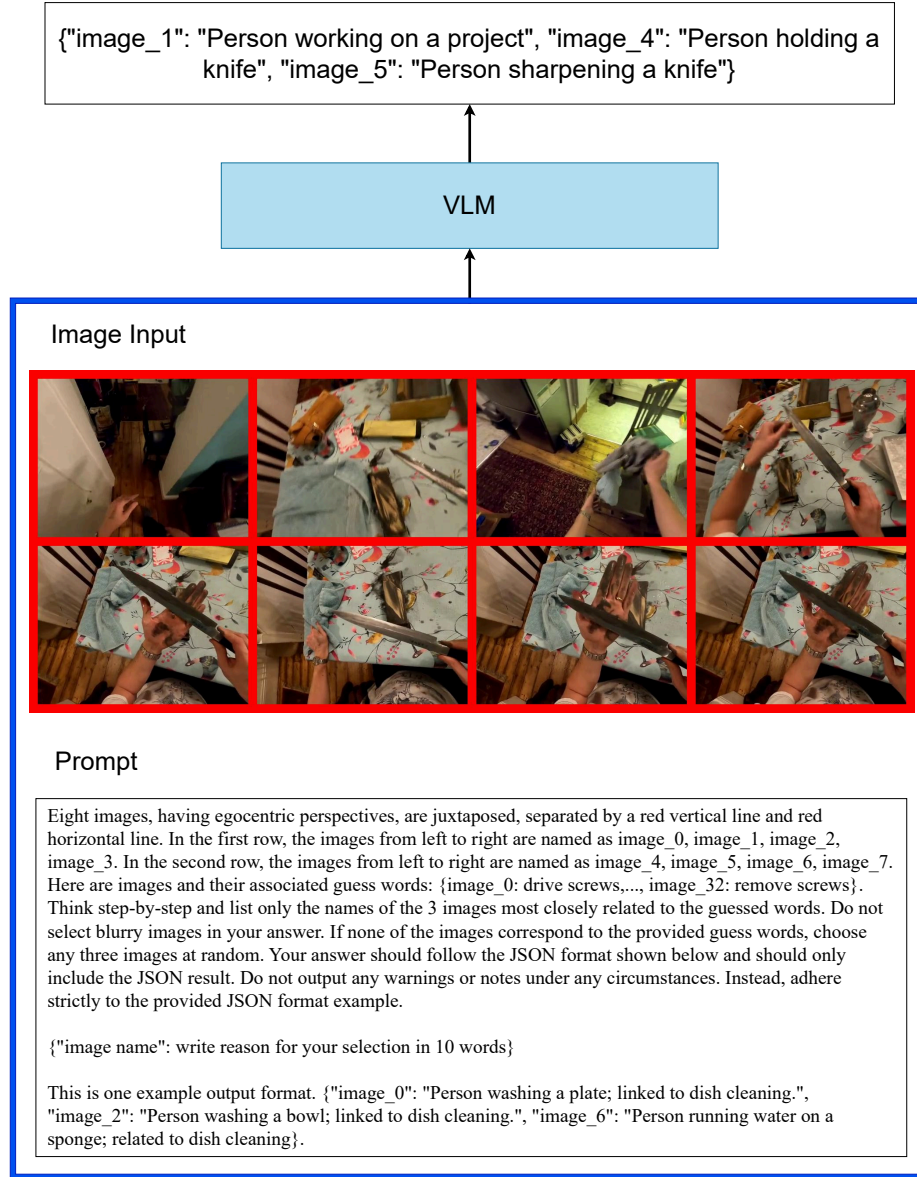 {"image_1": "Person working on a project", "image_4": "Person holding a
knife", "image_5": "Person sharpening a knife"}
VLM
Image Input
Prompt
Eight images, having egocentric perspectives, are juxtaposed, separated by a red vertical line and red
horizontal line. In the first row, the images from left to right are named as image_0, image_1, image_2,
image_3. In the second row, the images from left to right are named as image_4, image_5, image_6, image_7.
Here are images and their associated guess words: {image_0: drive screws,..., image_32: remove screws}.
Think step-by-step and list only the names of the 3 images most closely related to the guessed words. Do not
select blurry images in your answer. If none of the images correspond to the provided guess words, choose
any three images at random. Your answer should follow the JSON format shown below and should only
include the JSON result. Do not output any warnings or notes under any circumstances. Instead, adhere
strictly to the provided JSON format example.
{"image name": write reason for your selection in 10 words}
This is one example output format. {"image_0": "Person washing a plate; linked to dish cleaning.",
"image_2": "Person washing a bowl; linked to dish cleaning.", "image_6": "Person running water on a
sponge; related to dish cleaning}.